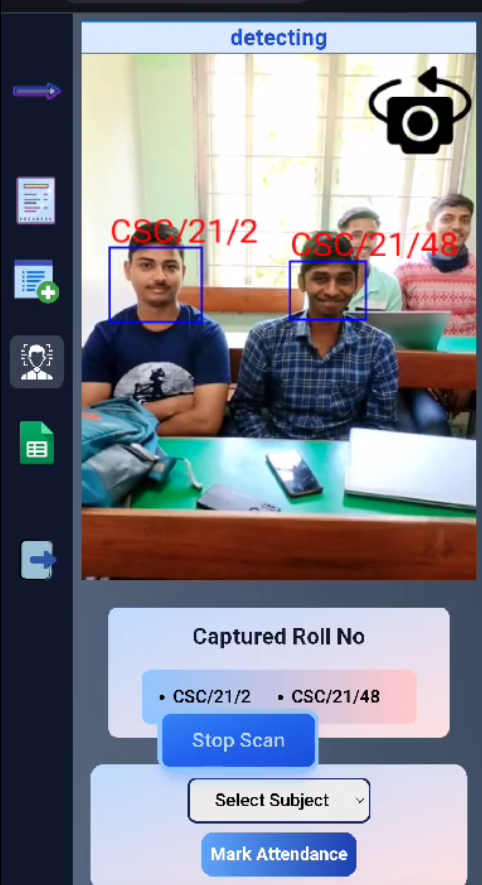 detecting
CSC/21/2
CSC/21/48
Captured Roll No
• CSC/21/2 • CSC/21/48
Stop Scan
Select Subject
Mark Attendance